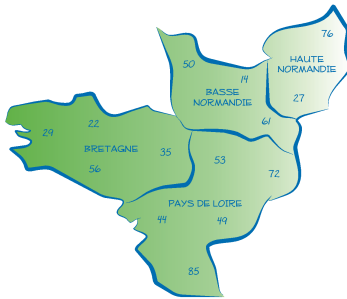 76
50
HAUTE
NORMANDIE
14
BASSE
NORMANDIE
27
22
61
29
BRETAGNE
35
53
56
72
PAYS DE LOIRE
44
49
85